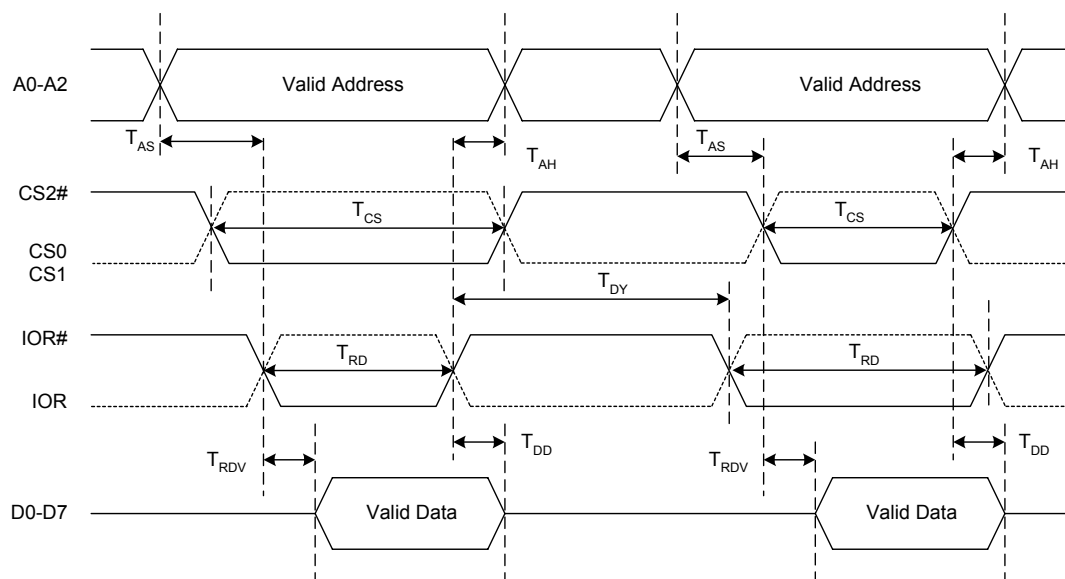 A0-A2
Valid Address
Valid Address
TAS
TAH
TAS
TAH
CS2#
TCS
TCS
CS0
CS1
TDY
IOR#
TRD
TRD
IOR
TRDV
TDD
TRDV
TDD
D0-D7
Valid Data
Valid Data